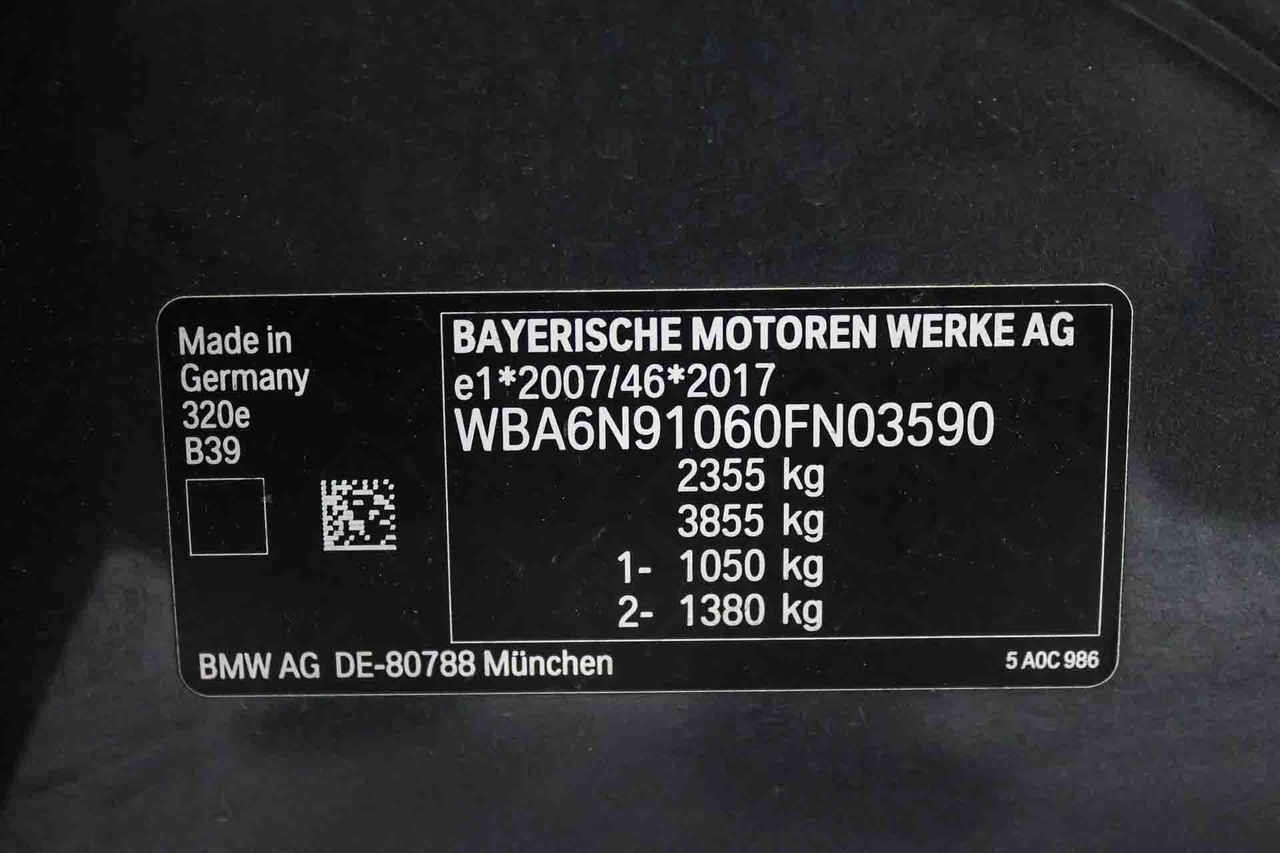 Made in
Germany
320e
B39
BAYERISCHE MOTOREN WERKE AG
e1*2007/46*2017
WBA6N91060FN03590
2355 kg
3855 kg
1- 1050 kg
2- 1380 kg
BMW AG DE-80788 München
5 A0C 986